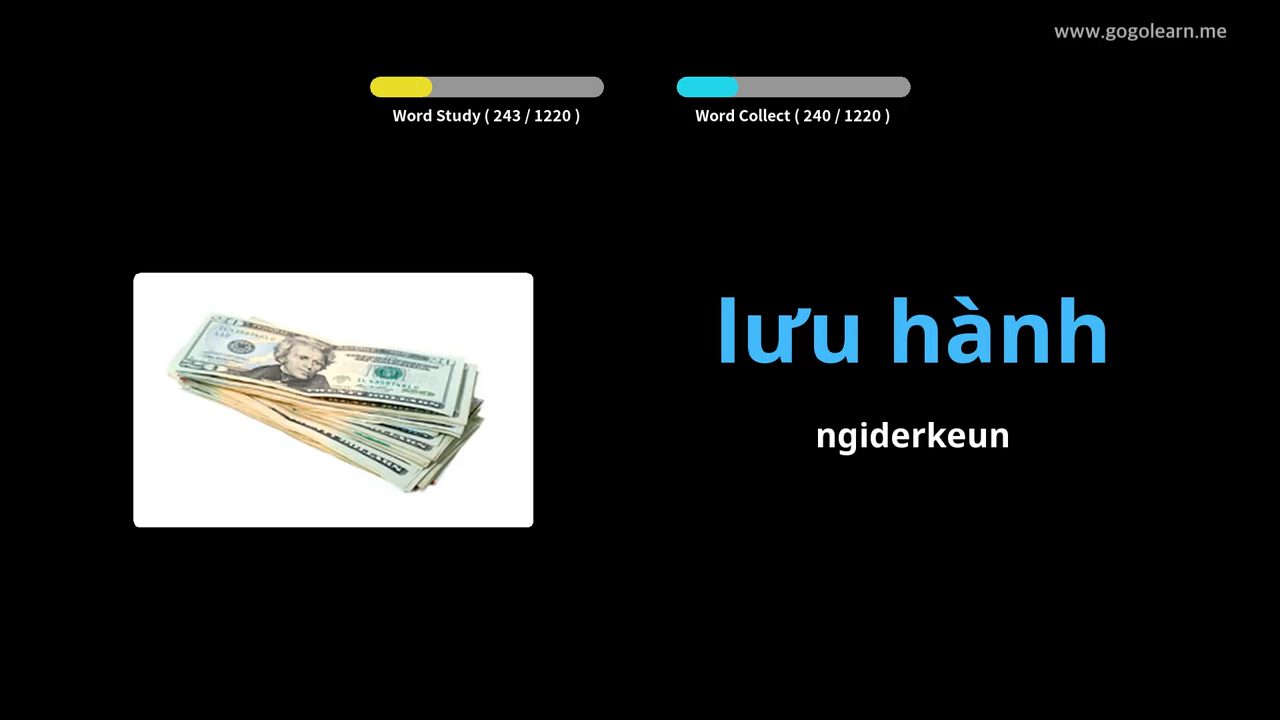 www.gogolearn.me
Word Study ( 243 / 1220 )
Word Collect ( 240 / 1220 )
lưu hành
ngiderkeun